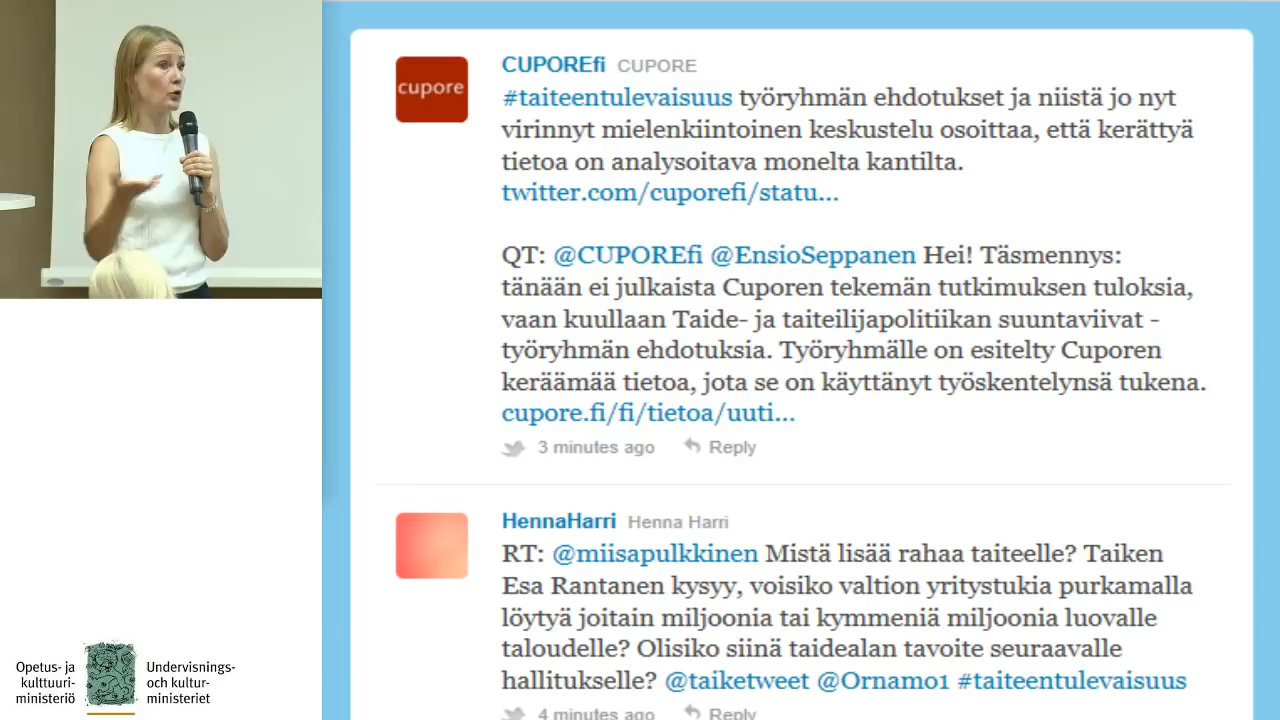 CUPOREfi CUPORE
cupore
#taiteentulevaisuus työryhmän ehdotukset ja niistä jo nyt
virinnyt mielenkiintoinen keskustelu osoittaa, että kerättyä
tietoa on analysoitava monelta kantilta.
twitter.com/cuporefi/statu...
QT: @CUPOREfi @EnsioSeppanen Hei! Täsmennys:
tänään ei julkaista Cuporen tekemän tutkimuksen tuloksia,
vaan kuullaan Taide- ja taiteilijapolitiikan suuntaviivat -
työryhmän ehdotuksia. Työryhmälle on esitelty Cuporen
keräämää tietoa, jota se on käyttänyt työskentelynsä tukena.
cupore.fi/fi/tietoa/uuti...
3 minutes ago Reply
HennaHarri Henna Harri
RT: @miisapulkkinen Mistä lisää rahaa taiteelle? Taiken
Esa Rantanen kysyy, voisiko valtion yritystukia purkamalla
löytyä joitain miljoonia tai kymmeniä miljoonia luovalle
taloudelle? Olisiko siinä taidealan tavoite seuraavalle
hallitukselle? @taiketweet @Ornamo1 #taiteentulevaisuus
4 minutes ago Reply
Opetus- ja
kulttuuri-
ministeriö
Undervisnings-
och kultur-
ministeriet